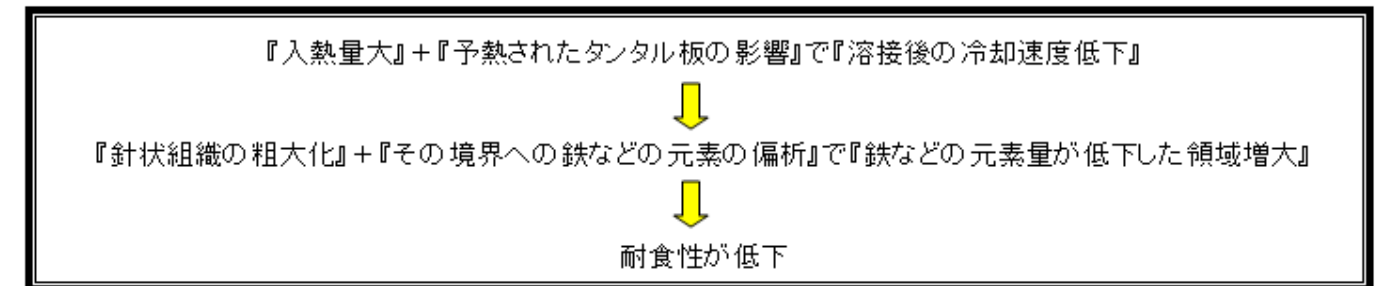 『入熱量大』+『予熱されたタンタル板の影響』で『溶接後の冷却速度低下』
『針状組織の粗大化』+『その境界への鉄などの元素の偏析』で『鉄などの元素量が低下した領域増大』
耐食性が低下